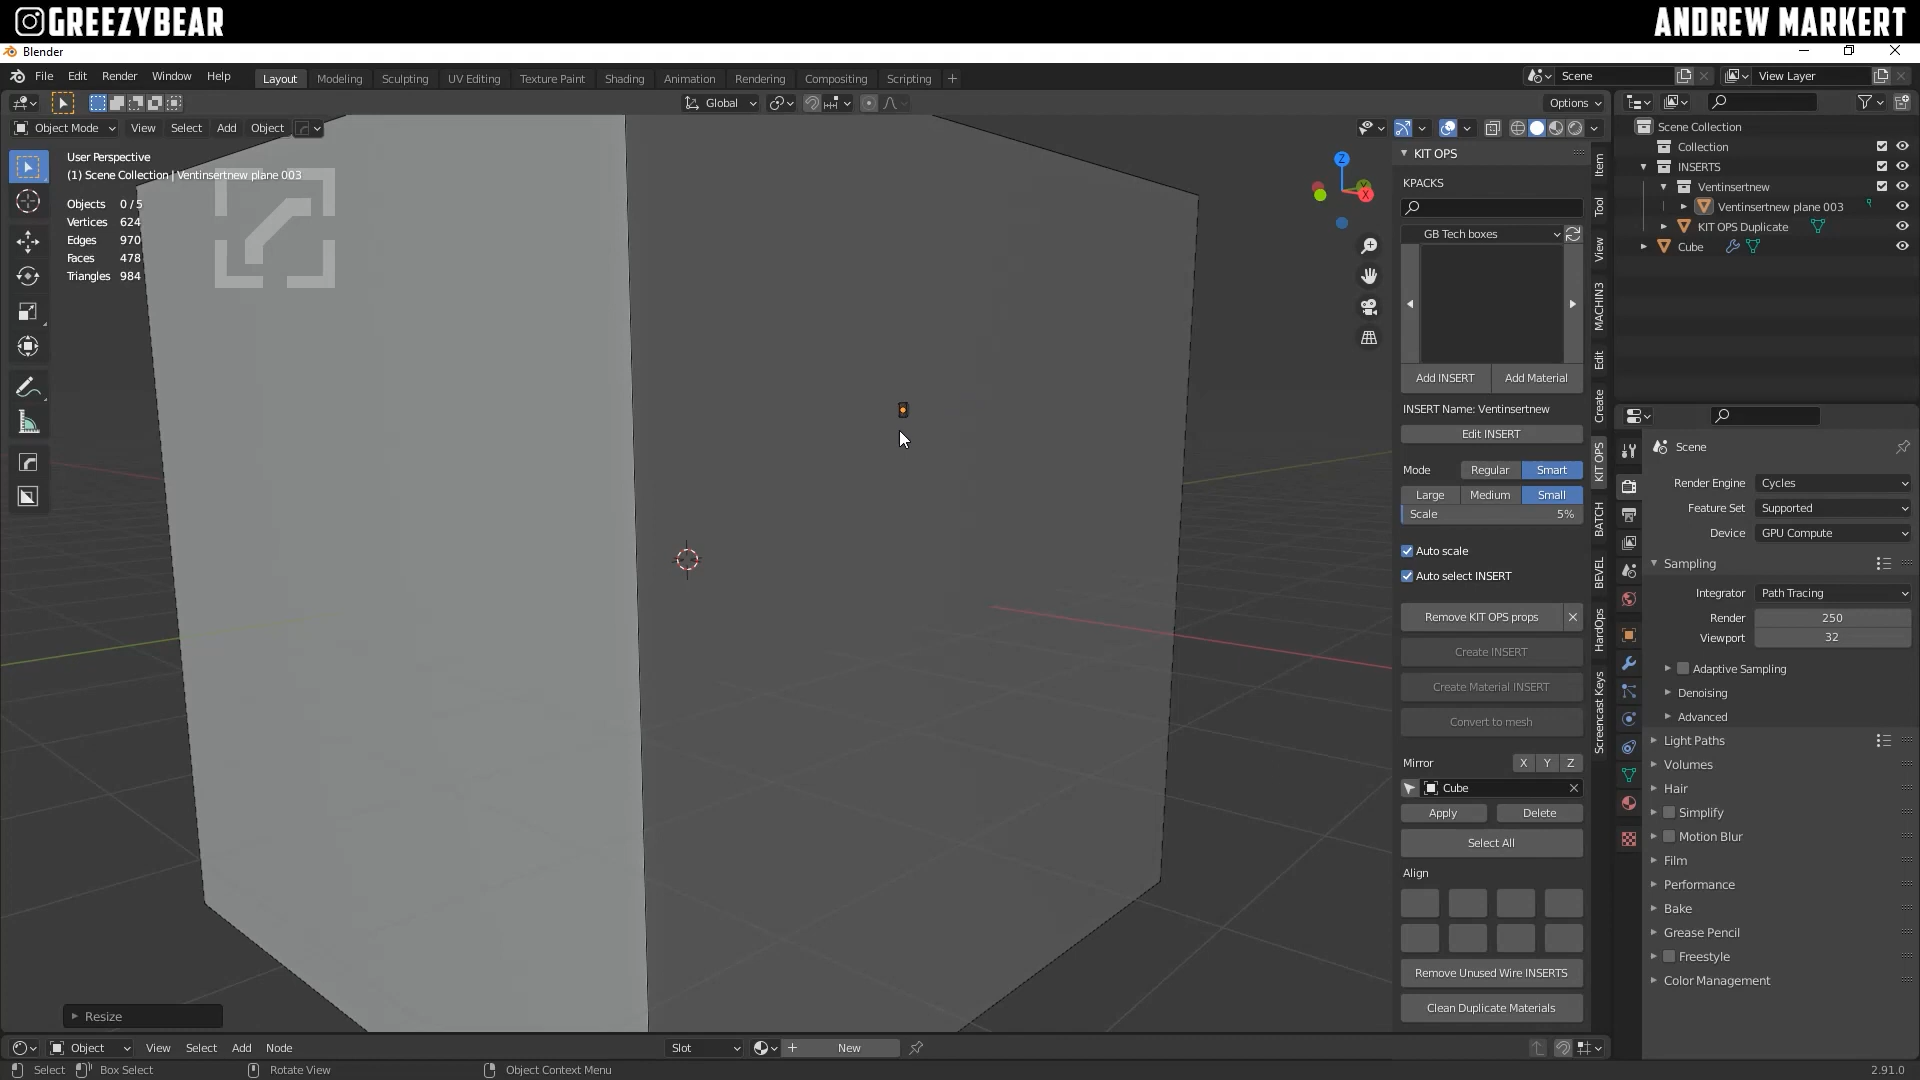 GREEZYBEAR
ANDREW MARKERT
Blender
File Edit Render Window Help
Layout Modeling Sculpting UV Editing Texture Paint Shading Animation Rendering Compositing Scripting +
Scene
View Layer
Global
Options
Object Mode View Select Add Object
User Perspective
(1) Scene Collection | Ventinsertnew plane 003
Objects 0/5
Vertices 624
Edges 970
Faces 478
Triangles 984
Z
Y
X
KIT OPS
KPACKS
GB Tech boxes
Add INSERT
Add Material
INSERT Name: Ventinsertnew
Edit INSERT
Mode Regular Smart
Large Medium Small
Scale 5%
Auto scale
Auto select INSERT
Remove KIT OPS props
Create INSERT
Create Material INSERT
Convert to mesh
Mirror X Y Z
Cube
Apply Delete
Select All
Align
Remove Unused Wire INSERTS
Clean Duplicate Materials
Item
Tool
View
MACHIN3
Edit
Create
KIT OPS
BATCH
BEVEL
HardOps
Screencast Keys
Scene Collection
Collection
INSERTS
Ventinsertnew
Ventinsertnew plane 003
KIT OPS Duplicate
Cube
Scene
Render Engine Cycles
Feature Set Supported
Device GPU Compute
Sampling
Integrator Path Tracing
Render 250
Viewport 32
Adaptive Sampling
Denoising
Advanced
Light Paths
Volumes
Hair
Simplify
Motion Blur
Film
Performance
Bake
Grease Pencil
Freestyle
Color Management
Resize
Object View Select Add Node
Slot
New
Select Box Select Rotate View Object Context Menu
2.91.0